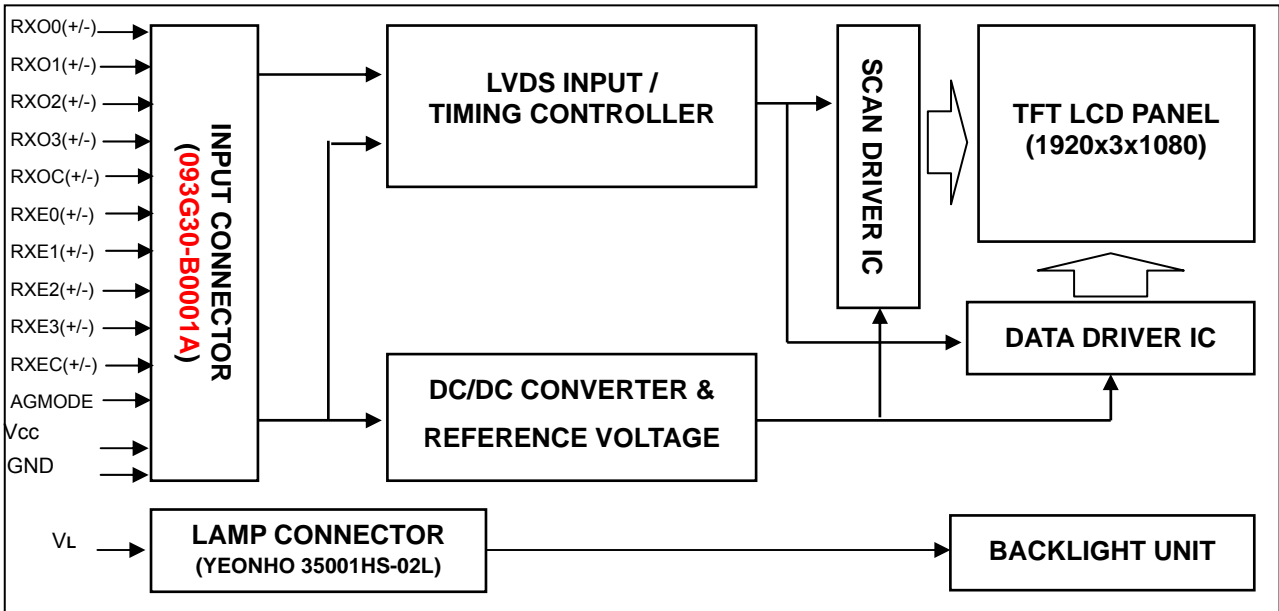 RXO0(+/-)
RXO1(+/-)
RXO2(+/-)
RXO3(+/-)
RXOC(+/-)
RXE0(+/-)
RXE1(+/-)
RXE2(+/-)
RXE3(+/-)
RXEC(+/-)
AGMODE
Vcc
GND
INPUT CONNECTOR
(093G30-B0001A)
LVDS INPUT /
TIMING CONTROLLER
SCAN DRIVER IC
TFT LCD PANEL
(1920x3x1080)
DATA DRIVER IC
DC/DC CONVERTER &
REFERENCE VOLTAGE
VL
LAMP CONNECTOR
(YEONHO 35001HS-02L)
BACKLIGHT UNIT